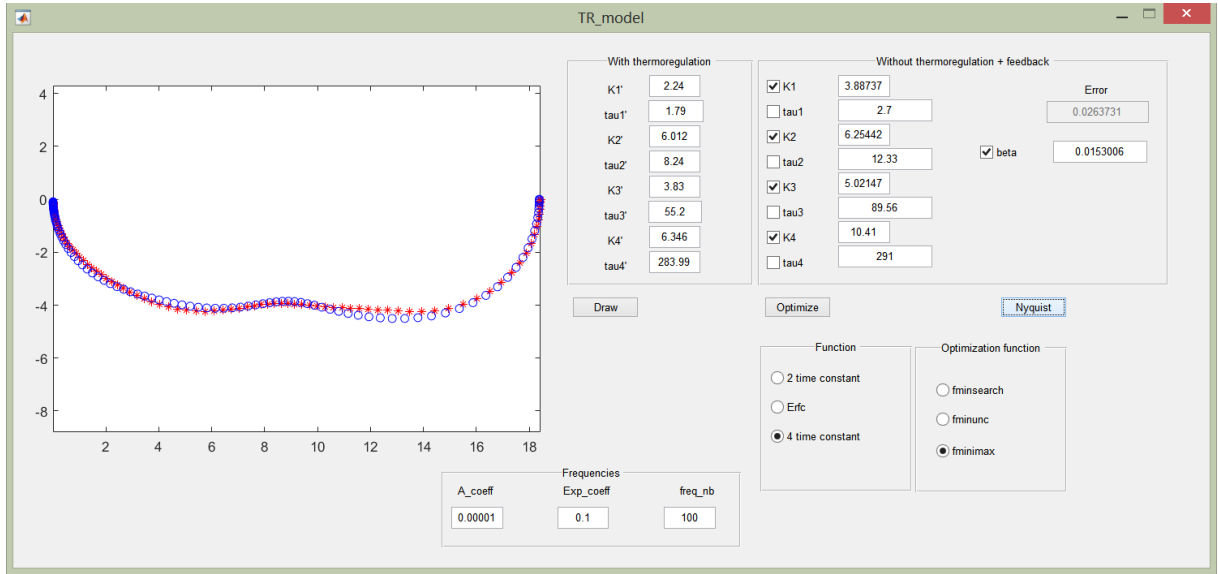 TR_model
With thermoregulation
K1' 2.24
tau1' 1.79
K2' 6.012
tau2' 8.24
K3' 3.83
tau3' 55.2
K4' 6.346
tau4' 283.99
Without thermoregulation + feedback
K1 3.88737
tau1 2.7
K2 6.25442
tau2 12.33
K3 5.02147
tau3 89.56
K4 10.41
tau4 291
Error
0.0263731
beta 0.0153006
4
2
0
-2
-4
-6
-8
2 4 6 8 10 12 14 16 18
Draw
Optimize
Nyquist
Function
2 time constant
Erfc
4 time constant
Optimization function
fminsearch
fminunc
fminimax
Frequencies
A_coeff Exp_coeff freq_nb
0.00001 0.1 100